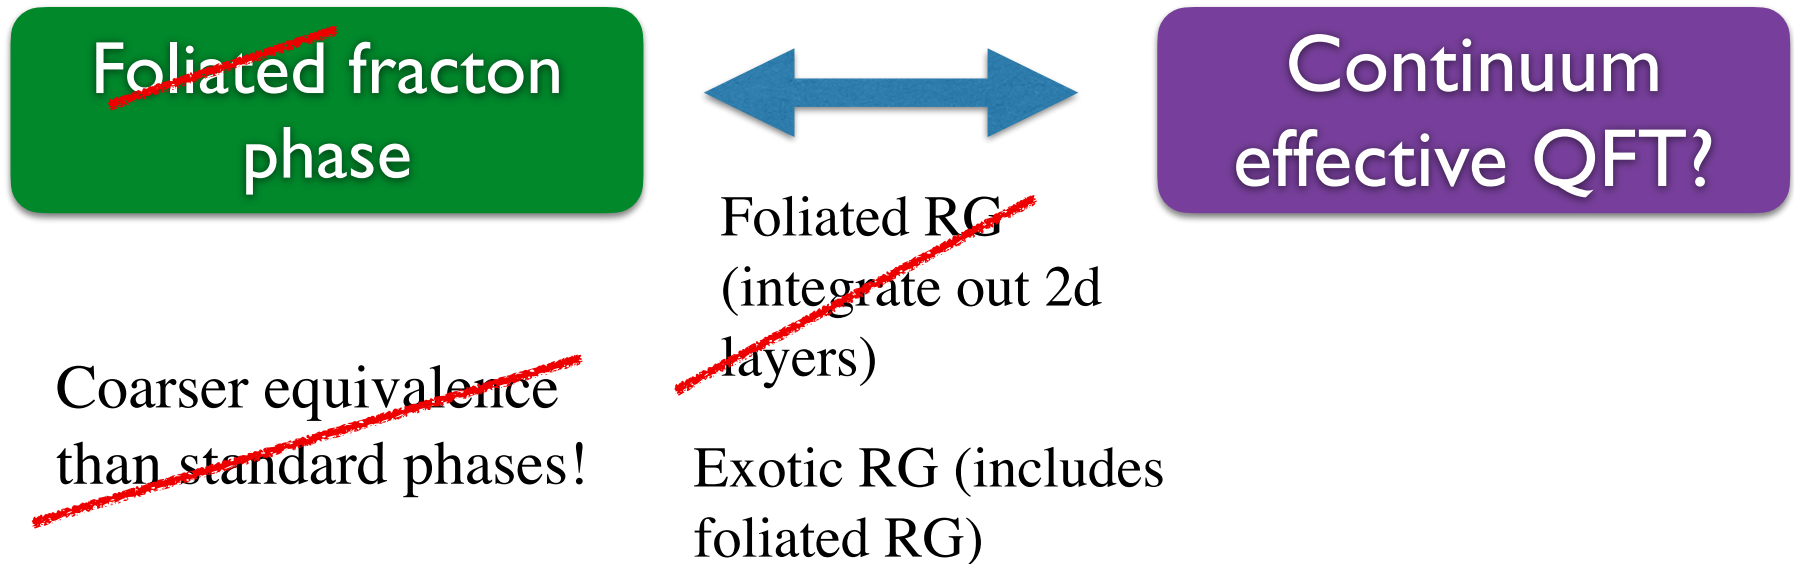 Foliated fracton
phase
Continuum
effective QFT?
Foliated RG
(integrate out 2d
layers)
Coarser equivalence
than standard phases!
Exotic RG (includes
foliated RG)